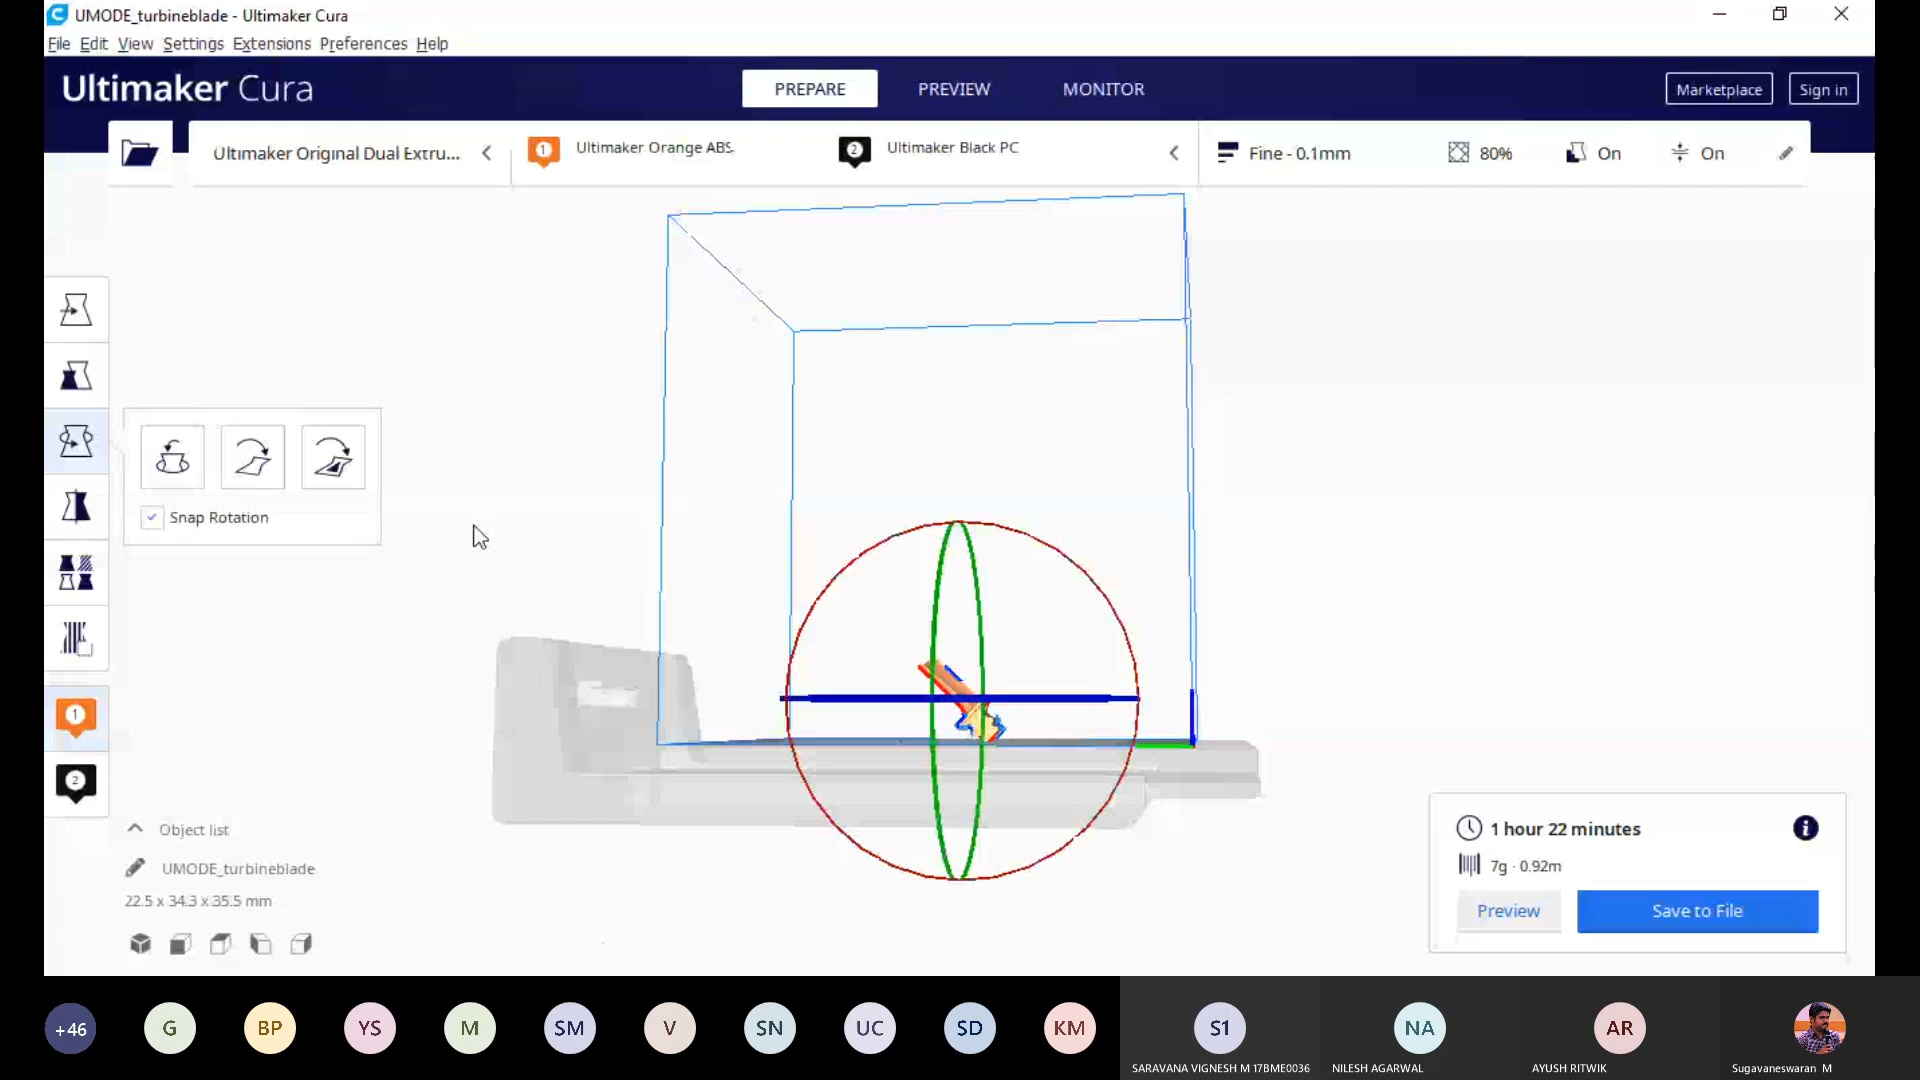 UMODE_turbineblade - Ultimaker Cura
File Edit View Settings Extensions Preferences Help
Ultimaker Cura
PREPARE PREVIEW MONITOR
Marketplace Sign in
Ultimaker Original Dual Extru...
1 Ultimaker Orange ABS
2 Ultimaker Black PC
Fine - 0.1mm 80% On On
Snap Rotation
1
2
Object list
UMODE_turbineblade
22.5 x 34.3 x 35.5 mm
1 hour 22 minutes
7g · 0.92m
Preview Save to File
+46 G BP YS M SM V SN UC SD KM S1 NA AR
SARAVANA VIGNESH M 17BME0036 NILESH AGARWAL AYUSH RITWIK Sugavaneswaran M